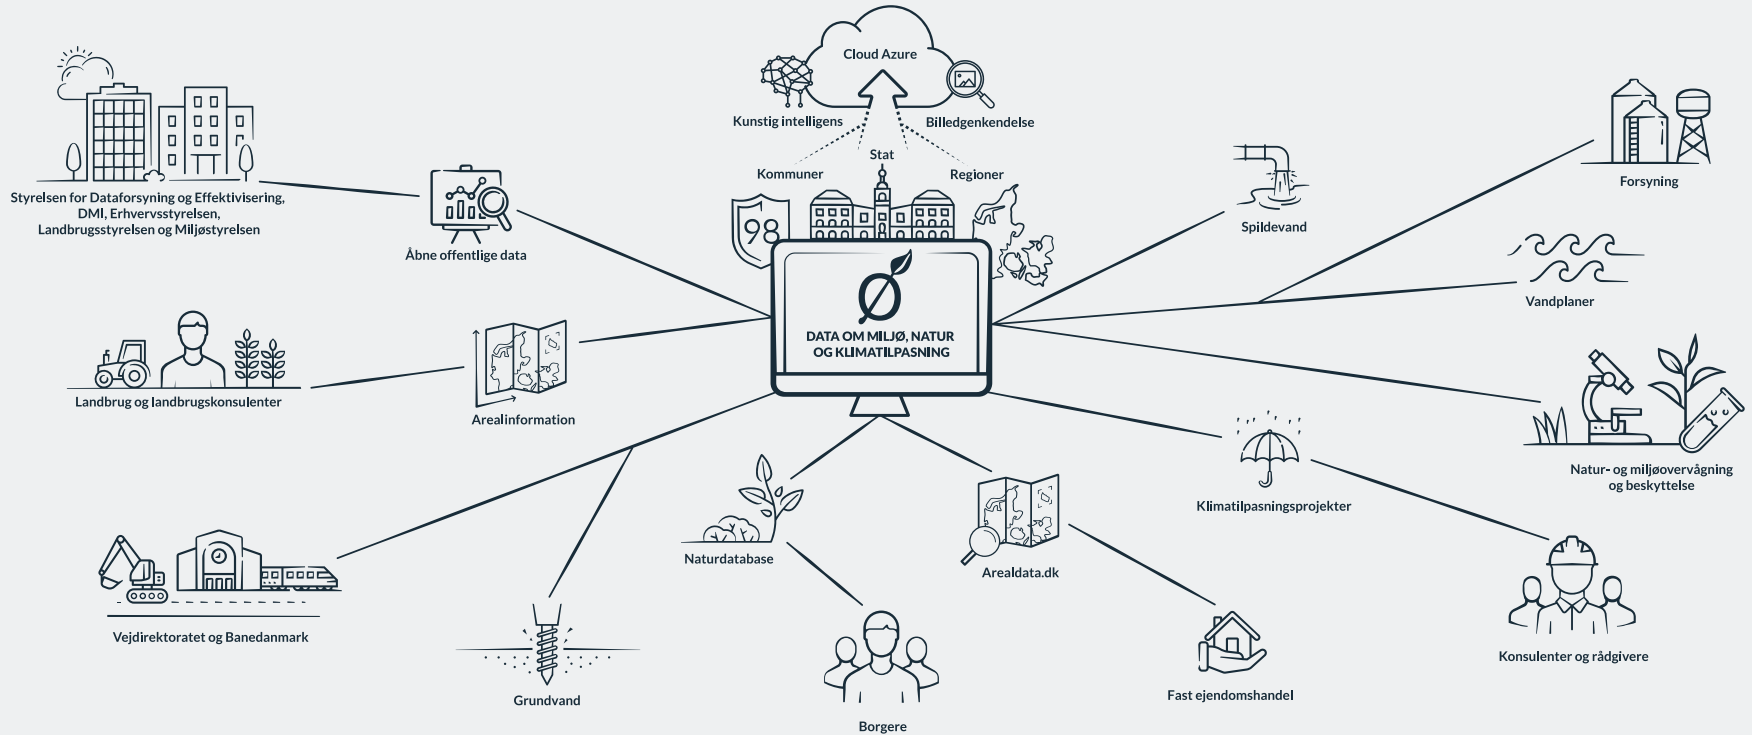 Cloud Azure
Kunstig intelligens
Billedgenkendelse
Stat
Kommuner
Regioner
98
Ø
DATA OM MILJØ, NATUR
OG KLIMATILPASNING
Styrelsen for Dataforsyning og Effektivisering,
DMI, Erhvervsstyrelsen,
Landbrugsstyrelsen og Miljøstyrelsen
Åbne offentlige data
Landbrug og landbrugskonsulenter
Arealinformation
Vejdirektoratet og Banedanmark
Grundvand
Naturdatabase
Borgere
Arealdata.dk
Fast ejendomshandel
Klimatilpasningsprojekter
Konsulenter og rådgivere
Natur- og miljøovervågning
og beskyttelse
Vandplaner
Forsyning
Spildevand